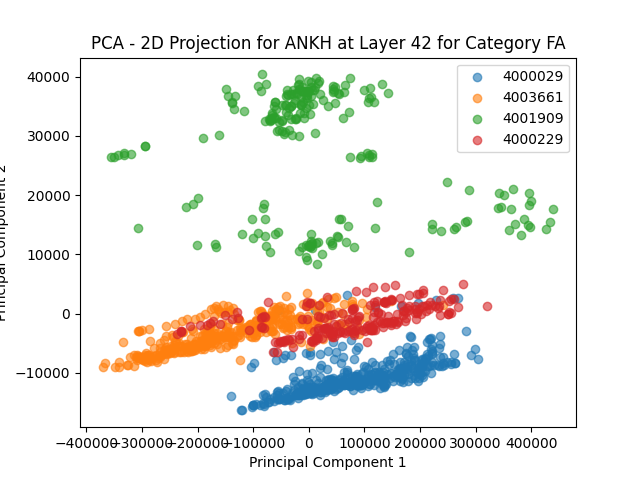 PCA - 2D Projection for ANKH at Layer 42 for Category FA
4000029
4003661
4001909
4000229
40000
30000
20000
10000
0
−10000
Principal Component 2
−400000 −300000 −200000 −100000 0 100000 200000 300000 400000
Principal Component 1